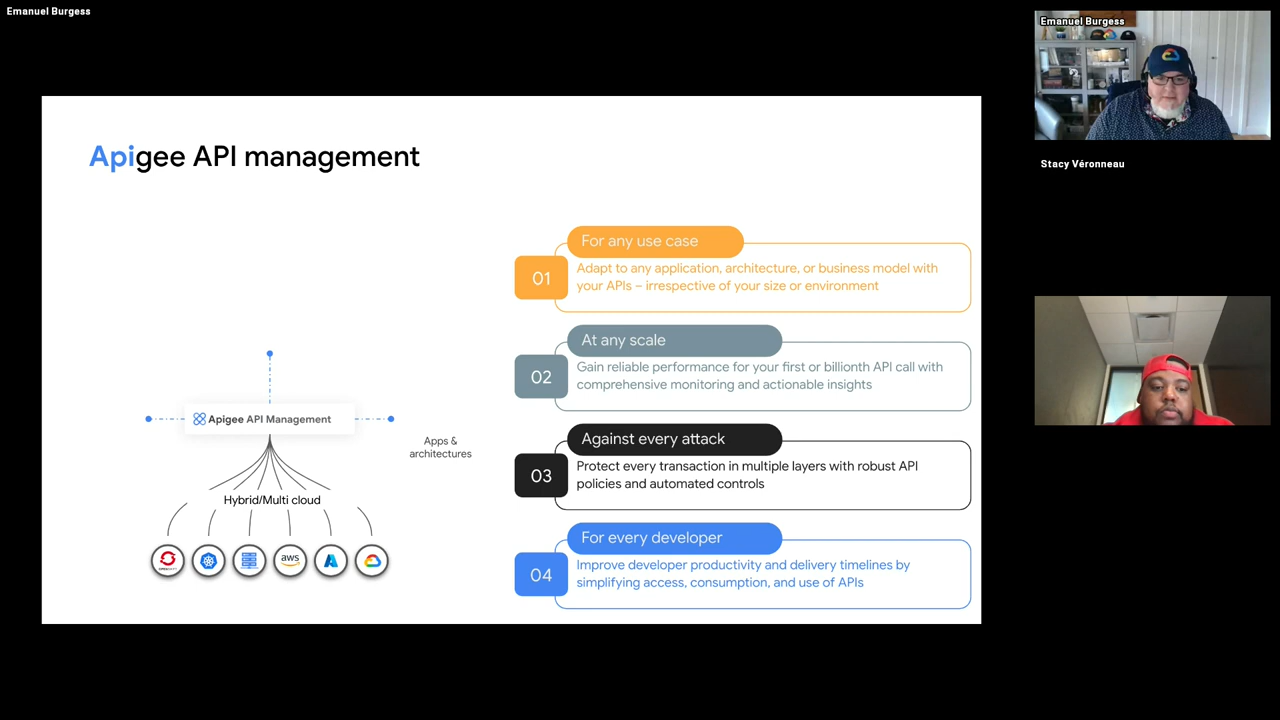 Emanuel Burgess
Emanuel Burgess
Stacy Véronneau
Apigee API management
For any use case
01
Adapt to any application, architecture, or business model with
your APIs – irrespective of your size or environment
At any scale
02
Gain reliable performance for your first or billionth API call with
comprehensive monitoring and actionable insights
Against every attack
03
Protect every transaction in multiple layers with robust API
policies and automated controls
For every developer
04
Improve developer productivity and delivery timelines by
simplifying access, consumption, and use of APIs
Apigee API Management
Apps &
architectures
Hybrid/Multi cloud
OPENSHIFT
aws